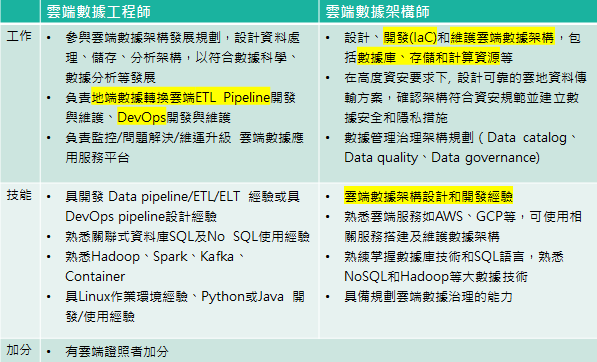 雲端數據工程師
雲端數據架構師
工作
• 參與雲端數據架構發展規劃，設計資料處
理、儲存、分析架構，以符合數據科學、
數據分析等發展
• 負責地端數據轉換雲端ETL Pipeline開發
與維護、DevOps開發與維護
• 負責監控/問題解決/維運升級 雲端數據應
用服務平台
• 設計、開發(IaC)和維護雲端數據架構，包
括數據庫、存儲和計算資源等
• 在高度資安要求下, 設計可靠的雲地資料傳
輸方案，確認架構符合資安規範並建立數
據安全和隱私措施
• 數據管理治理架構規劃（Data catalog、
Data quality、Data governance)
技能
• 具開發 Data pipeline/ETL/ELT 經驗或具
DevOps pipeline設計經驗
• 熟悉關聯式資料庫SQL及No SQL使用經驗
• 熟悉Hadoop、Spark、Kafka、
Container
• 具Linux作業環境經驗、Python或Java 開
發/使用經驗
• 雲端數據架構設計和開發經驗
• 熟悉雲端服務如AWS、GCP等，可使用相
關服務搭建及維護數據架構
• 熟練掌握數據庫技術和SQL語言，熟悉
NoSQL和Hadoop等大數據技術
• 具備規劃雲端數據治理的能力
加分
• 有雲端證照者加分